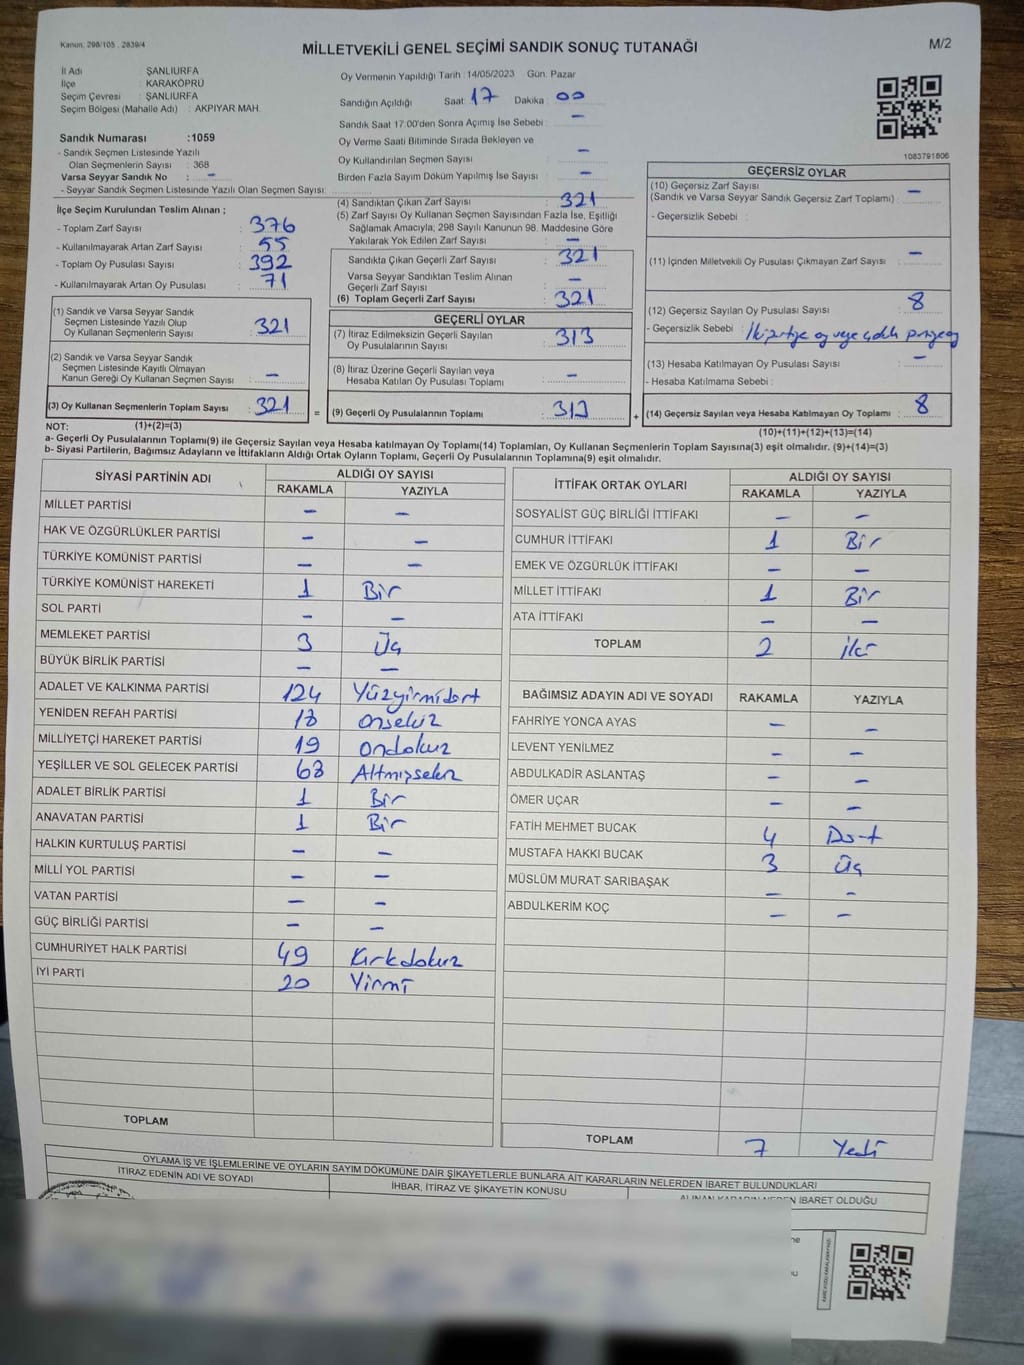 Kanun. 298/105 . 2839/4
MİLLETVEKİLİ GENEL SEÇİMİ SANDIK SONUÇ TUTANAĞI
M/2
İl Adı : ŞANLIURFA
İlçe : KARAKÖPRÜ
Seçim Çevresi : ŞANLIURFA
Seçim Bölgesi (Mahalle Adı) : AKPIYAR MAH.
Sandık Numarası :1059
- Sandık Seçmen Listesinde Yazılı
Olan Seçmenlerin Sayısı : 368
Varsa Seyyar Sandık No : -
- Seyyar Sandık Seçmen Listesinde Yazılı Olan Seçmen Sayısı:
Oy Vermenin Yapıldığı Tarih :14/05/2023 Gün: Pazar
Sandığın Açıldığı Saat: 17 Dakika: 00
Sandık Saat 17.00'den Sonra Açılmış İse Sebebi : -
Oy Verme Saati Bitiminde Sırada Bekleyen ve
Oy Kullandırılan Seçmen Sayısı : -
Birden Fazla Sayım Döküm Yapılmış İse Sayısı : -
1083791806
İlçe Seçim Kurulundan Teslim Alınan ;
- Toplam Zarf Sayısı : 376
- Kullanılmayarak Artan Zarf Sayısı : 55
- Toplam Oy Pusulası Sayısı : 392
- Kullanılmayarak Artan Oy Pusulası : 71
(1) Sandık ve Varsa Seyyar Sandık
Seçmen Listesinde Yazılı Olup
Oy Kullanan Seçmenlerin Sayısı : 321
(2) Sandık ve Varsa Seyyar Sandık
Seçmen Listesinde Kayıtlı Olmayan
Kanun Gereği Oy Kullanan Seçmen Sayısı : -
(3) Oy Kullanan Seçmenlerin Toplam Sayısı : 321
(4) Sandıktan Çıkan Zarf Sayısı : 321
(5) Zarf Sayısı Oy Kullanan Seçmen Sayısından Fazla İse, Eşitliği
Sağlamak Amacıyla; 298 Sayılı Kanunun 98. Maddesine Göre
Yakılarak Yok Edilen Zarf Sayısı : -
Sandıkta Çıkan Geçerli Zarf Sayısı : 321
Varsa Seyyar Sandıktan Teslim Alınan
Geçerli Zarf Sayısı : -
(6) Toplam Geçerli Zarf Sayısı : 321
GEÇERLİ OYLAR
(7) İtiraz Edilmeksizin Geçerli Sayılan
Oy Pusulalarının Sayısı : 313
(8) İtiraz Üzerine Geçerli Sayılan veya
Hesaba Katılan Oy Pusulası Toplamı : -
= (9) Geçerli Oy Pusulalarının Toplamı : 313
GEÇERSİZ OYLAR
(10) Geçersiz Zarf Sayısı
(Sandık ve Varsa Seyyar Sandık Geçersiz Zarf Toplamı) : -
- Geçersizlik Sebebi :
(11) İçinden Milletvekili Oy Pusulası Çıkmayan Zarf Sayısı : -
(12) Geçersiz Sayılan Oy Pusulası Sayısı : 8
- Geçersizlik Sebebi : İki partiye oy veya
(13) Hesaba Katılmayan Oy Pusulası Sayısı : -
- Hesaba Katılmama Sebebi :
+ (14) Geçersiz Sayılan veya Hesaba Katılmayan Oy Toplamı : 8
NOT: (1)+(2)=(3)
(10)+(11)+(12)+(13)=(14)
a- Geçerli Oy Pusulalarının Toplamı(9) ile Geçersiz Sayılan veya Hesaba katılmayan Oy Toplamı(14) Toplamları, Oy Kullanan Seçmenlerin Toplam Sayısına(3) eşit olmalıdır. (9)+(14)=(3)
b- Siyasi Partilerin, Bağımsız Adayların ve İttifakların Aldığı Ortak Oyların Toplamı, Geçerli Oy Pusulasının Toplamına(9) eşit olmalıdır.
SİYASİ PARTİNİN ADI ALDIĞI OY SAYISI
RAKAMLA YAZIYLA
MİLLET PARTİSİ - -
HAK VE ÖZGÜRLÜKLER PARTİSİ - -
TÜRKİYE KOMÜNİST PARTİSİ - -
TÜRKİYE KOMÜNİST HAREKETİ 1 Bir
SOL PARTİ - -
MEMLEKET PARTİSİ 3 Üç
BÜYÜK BİRLİK PARTİSİ - -
ADALET VE KALKINMA PARTİSİ 124 Yüzyirmidört
YENİDEN REFAH PARTİSİ 18 onsekiz
MİLLİYETÇİ HAREKET PARTİSİ 19 ondokuz
YEŞİLLER VE SOL GELECEK PARTİSİ 68 Altmışsekiz
ADALET BİRLİK PARTİSİ 1 Bir
ANAVATAN PARTİSİ 1 Bir
HALKIN KURTULUŞ PARTİSİ - -
MİLLİ YOL PARTİSİ - -
VATAN PARTİSİ - -
GÜÇ BİRLİĞİ PARTİSİ - -
CUMHURİYET HALK PARTİSİ 49 Kırkdokuz
İYİ PARTİ 20 Yirmi
TOPLAM
İTTİFAK ORTAK OYLARI ALDIĞI OY SAYISI
RAKAMLA YAZIYLA
SOSYALİST GÜÇ BİRLİĞİ İTTİFAKI - -
CUMHUR İTTİFAKI 1 Bir
EMEK VE ÖZGÜRLÜK İTTİFAKI - -
MİLLET İTTİFAKI 1 Bir
ATA İTTİFAKI - -
TOPLAM 2 İki
BAĞIMSIZ ADAYIN ADI VE SOYADI RAKAMLA YAZIYLA
FAHRİYE YONCA AYAS - -
LEVENT YENİLMEZ - -
ABDULKADİR ASLANTAŞ - -
ÖMER UÇAR - -
FATİH MEHMET BUCAK 4 Dört
MUSTAFA HAKKI BUCAK 3 Üç
MÜSLÜM MURAT SARIBAŞAK - -
ABDULKERİM KOÇ - -
TOPLAM 7 Yedi
OYLAMA İŞ VE İŞLEMLERİNE VE OYLARIN SAYIM DÖKÜMÜNE DAİR ŞİKAYETLERLE BUNLARA AİT KARARLARIN NELERDEN İBARET BULUNDUKLARI
İTİRAZ EDENİN ADI VE SOYADI
İHBAR, İTİRAZ VE ŞİKAYETİN KONUSU
İBARET OLDUĞU